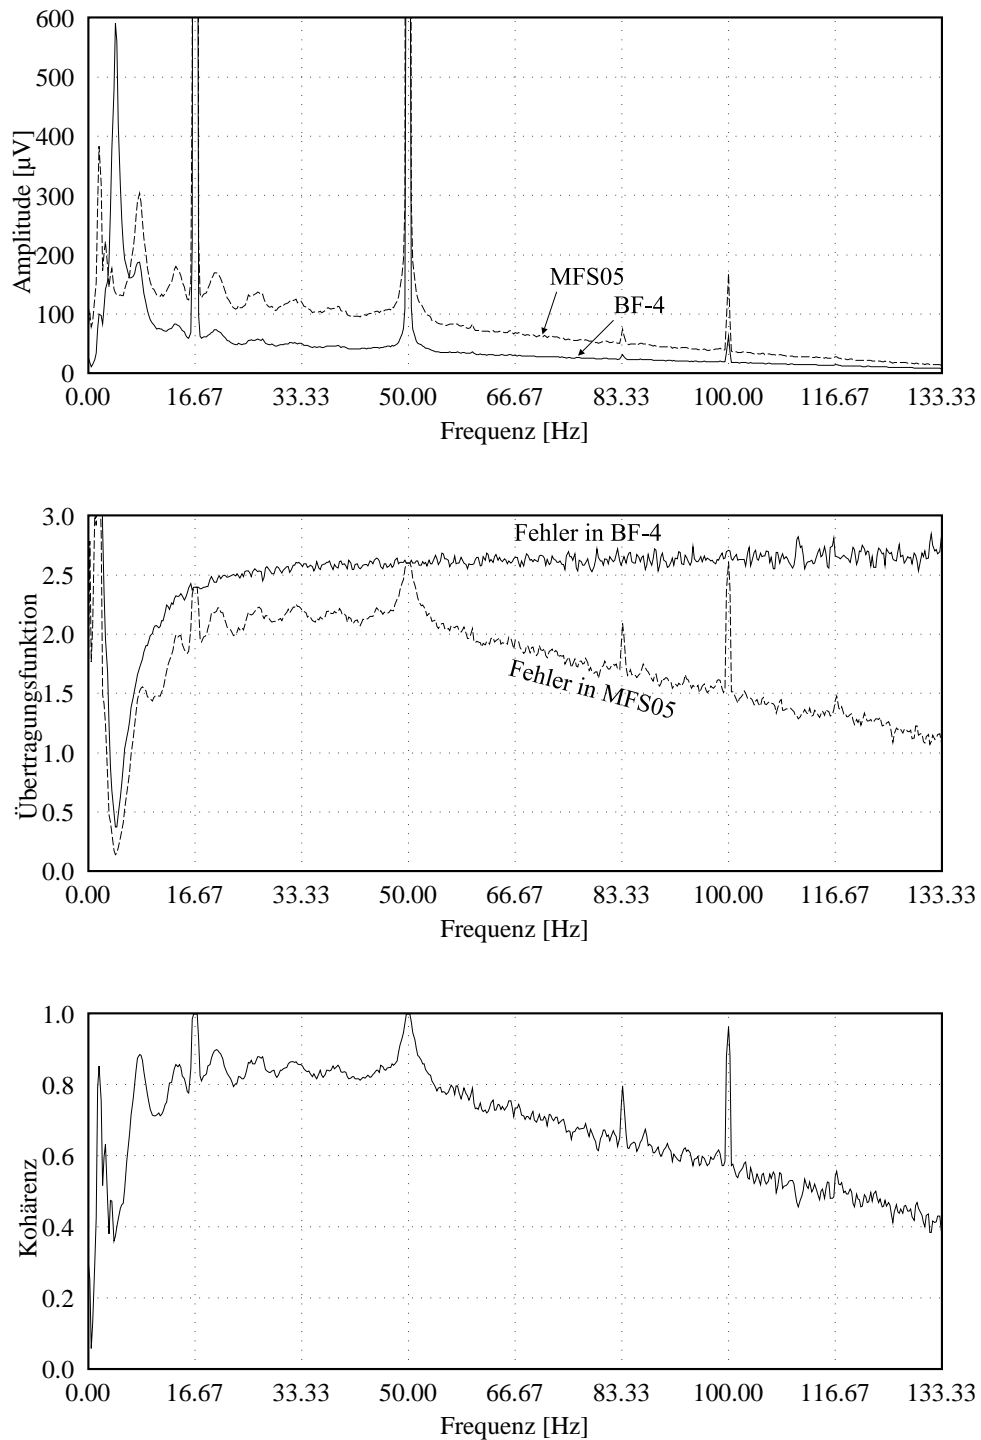 600
500
400
300
200
100
0
Amplitude [µV]
MFS05
BF-4
0.00 16.67 33.33 50.00 66.67 83.33 100.00 116.67 133.33
Frequenz [Hz]
3.0
2.5
2.0
1.5
1.0
0.5
0.0
Übertragungsfunktion
Fehler in BF-4
Fehler in MFS05
0.00 16.67 33.33 50.00 66.67 83.33 100.00 116.67 133.33
Frequenz [Hz]
1.0
0.8
0.6
0.4
0.2
0.0
Kohärenz
0.00 16.67 33.33 50.00 66.67 83.33 100.00 116.67 133.33
Frequenz [Hz]